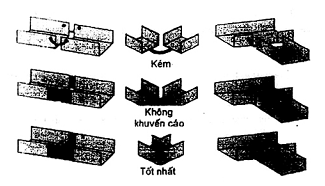 Kém
Không
khuyến cáo
Tốt nhất